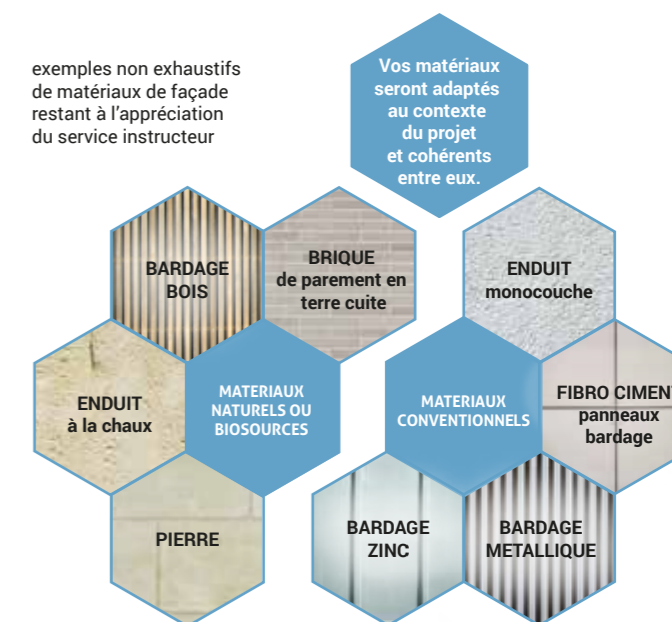 exemples non exhaustifs
de matériaux de façade
restant à l’appréciation
du service instructeur
Vos matériaux
seront adaptés
au contexte
du projet
et cohérents
entre eux.
BARDAGE
BOIS
BRIQUE
de parement en
terre cuite
ENDUIT
monocouche
ENDUIT
à la chaux
MATERIAUX
NATURELS OU
BIOSOURCES
MATERIAUX
CONVENTIONNELS
FIBRO CIMENT
panneaux
bardage
PIERRE
BARDAGE
ZINC
BARDAGE
METALLIQUE